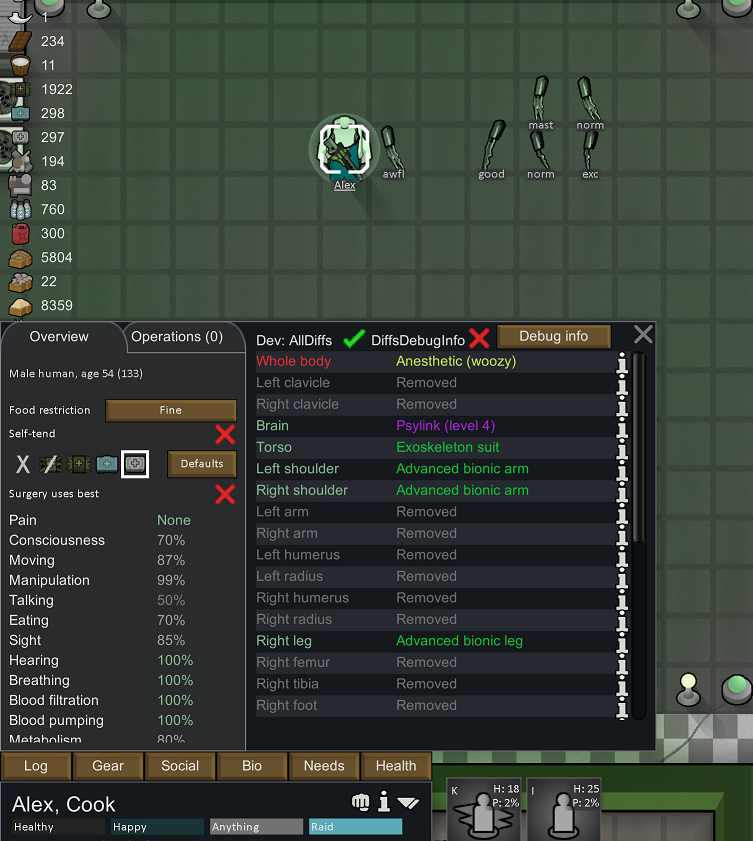 1
234
11
1922
298
297
194
83
760
300
5804
22
8359
mast
norm
good
norm
exc
awfl
Alex
Overview
Operations (0)
Male human, age 54 (133)
Food restriction
Fine
Self-tend
Defaults
Surgery uses best
Pain None
Consciousness 70%
Moving 87%
Manipulation 99%
Talking 50%
Eating 70%
Sight 85%
Hearing 100%
Breathing 100%
Blood filtration 100%
Blood pumping 100%
Metabolism 80%
Dev: AllDiffs
DiffsDebugInfo
Debug info
Whole body Anesthetic (woozy)
Left clavicle Removed
Right clavicle Removed
Brain Psylink (level 4)
Torso Exoskeleton suit
Left shoulder Advanced bionic arm
Right shoulder Advanced bionic arm
Left arm Removed
Right arm Removed
Left humerus Removed
Left radius Removed
Right humerus Removed
Right radius Removed
Right leg Advanced bionic leg
Right femur Removed
Right tibia Removed
Right foot Removed
Log
Gear
Social
Bio
Needs
Health
Alex, Cook
Healthy
Happy
Anything
Raid
K
H: 18
P: 2%
I
H: 25
P: 2%